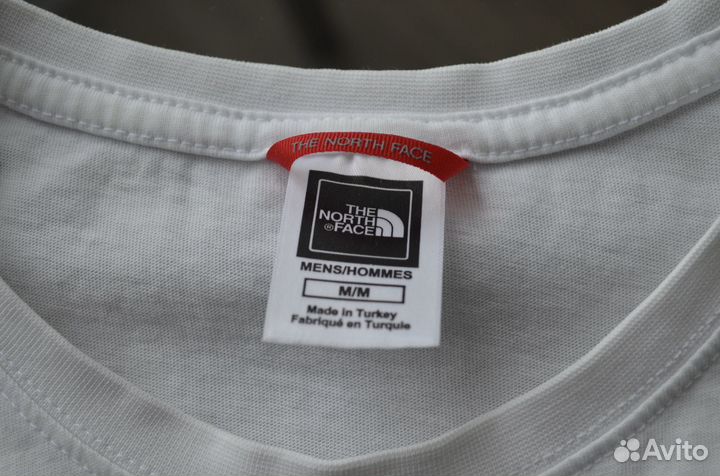 THE NORTH FACE
THE
NORTH
®FACE
MENS/HOMMES
M/M
Made in Turkey
Fabriqué en Turquie
Avito